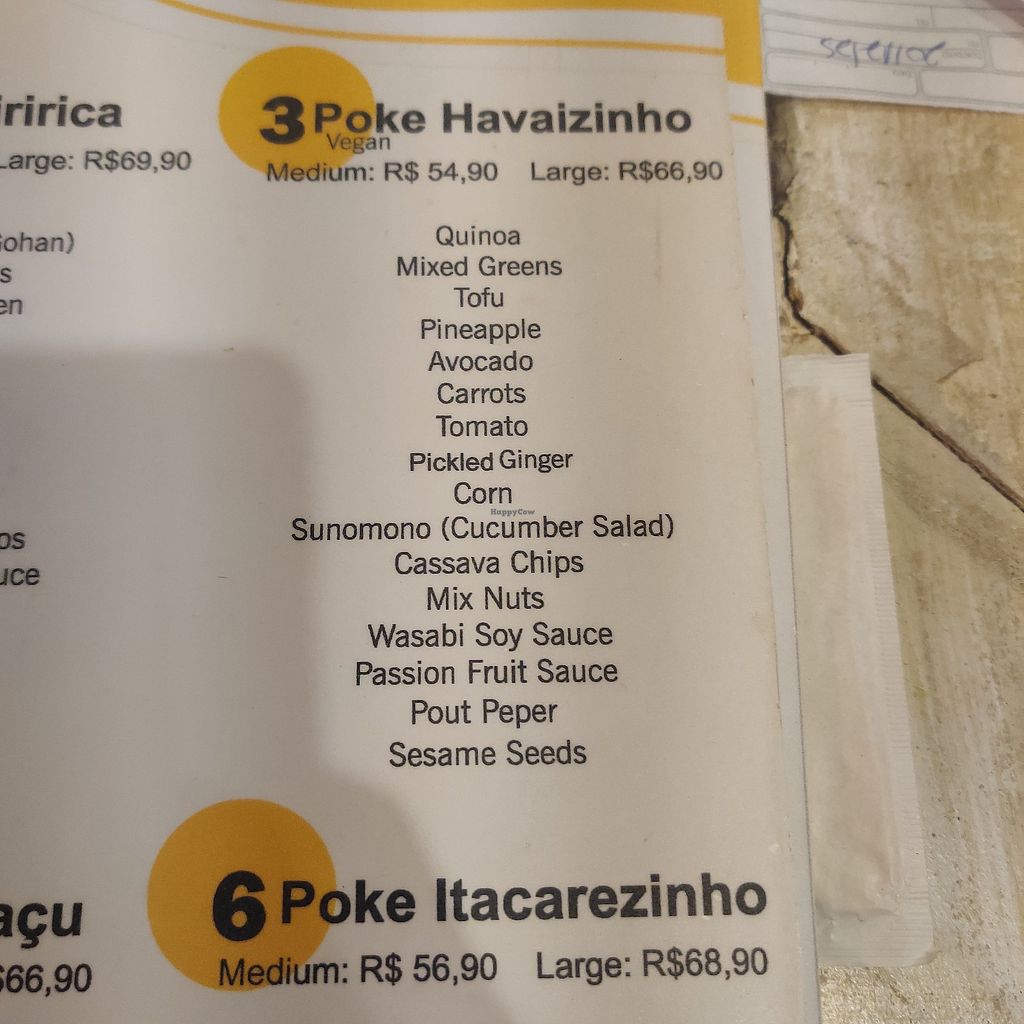 iririca
Large: R$69,90
Gohan)
s
en
os
uce
3 Poke Havaizinho
Vegan
Medium: R$ 54,90 Large: R$66,90
Quinoa
Mixed Greens
Tofu
Pineapple
Avocado
Carrots
Tomato
Pickled Ginger
Corn
HappyCow
Sunomono (Cucumber Salad)
Cassava Chips
Mix Nuts
Wasabi Soy Sauce
Passion Fruit Sauce
Pout Peper
Sesame Seeds
açu
$66,90
6 Poke Itacarezinho
Medium: R$ 56,90 Large: R$68,90